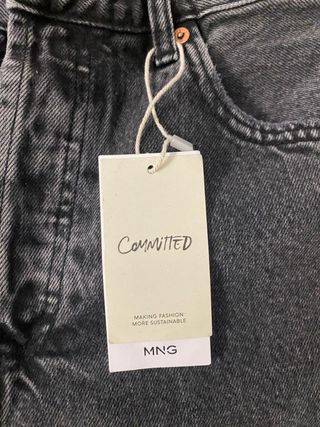 COMMITTED
MAKING FASHION
MORE SUSTAINABLE
MNG